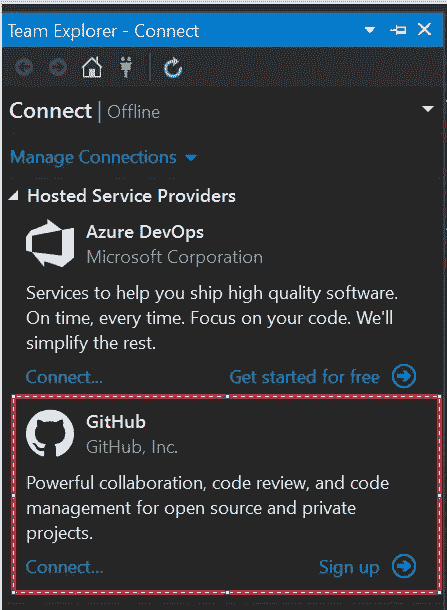 Team Explorer - Connect
Connect | Offline
Manage Connections
Hosted Service Providers
Azure DevOps
Microsoft Corporation
Services to help you ship high quality software.
On time, every time. Focus on your code. We'll
simplify the rest.
Connect... Get started for free
GitHub
GitHub, Inc.
Powerful collaboration, code review, and code
management for open source and private
projects.
Connect... Sign up